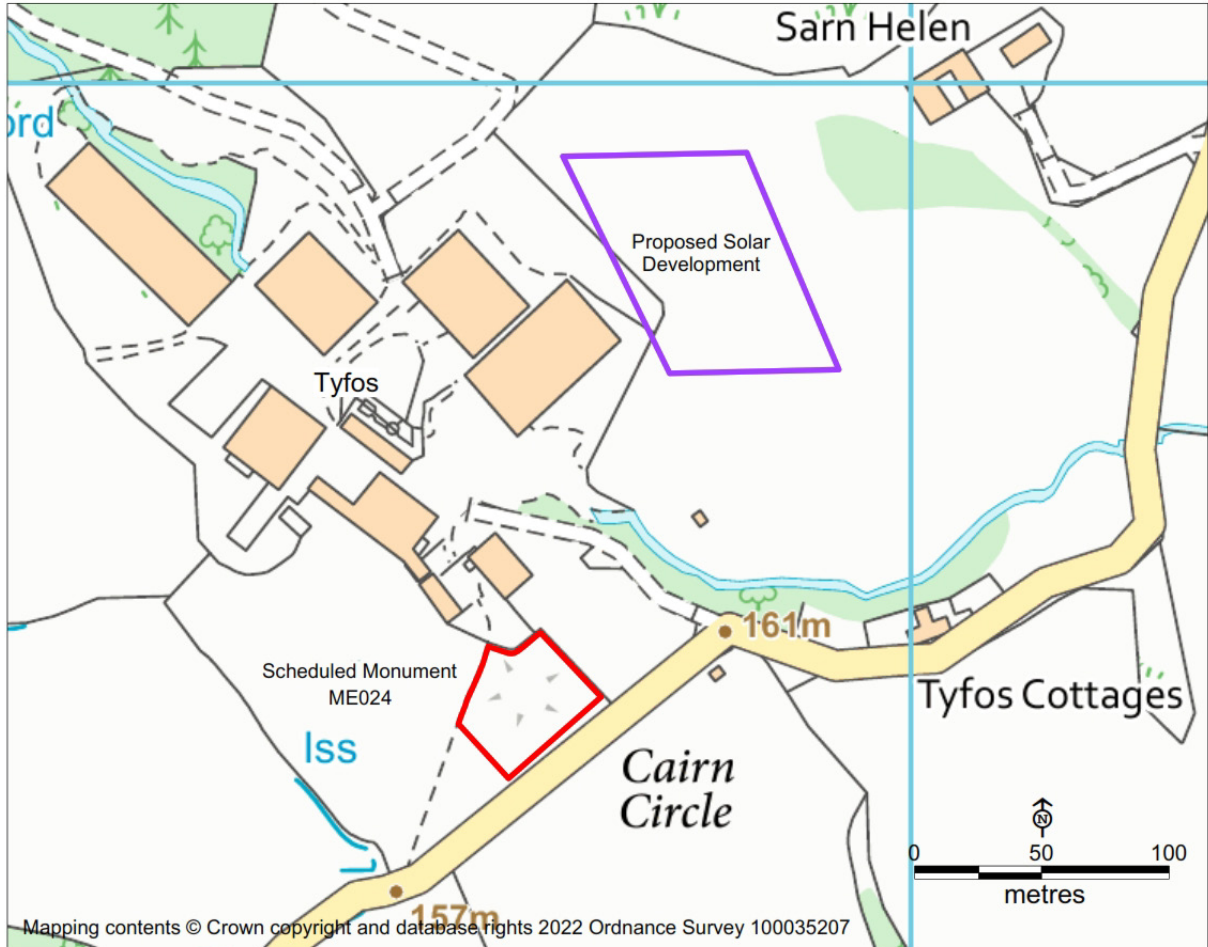 Sarn Helen
ord
Proposed Solar
Development
Tyfos
161m
Scheduled Monument
ME024
Tyfos Cottages
Iss
Cairn
Circle
N
0 50 100
metres
157m
Mapping contents © Crown copyright and database rights 2022 Ordnance Survey 100035207